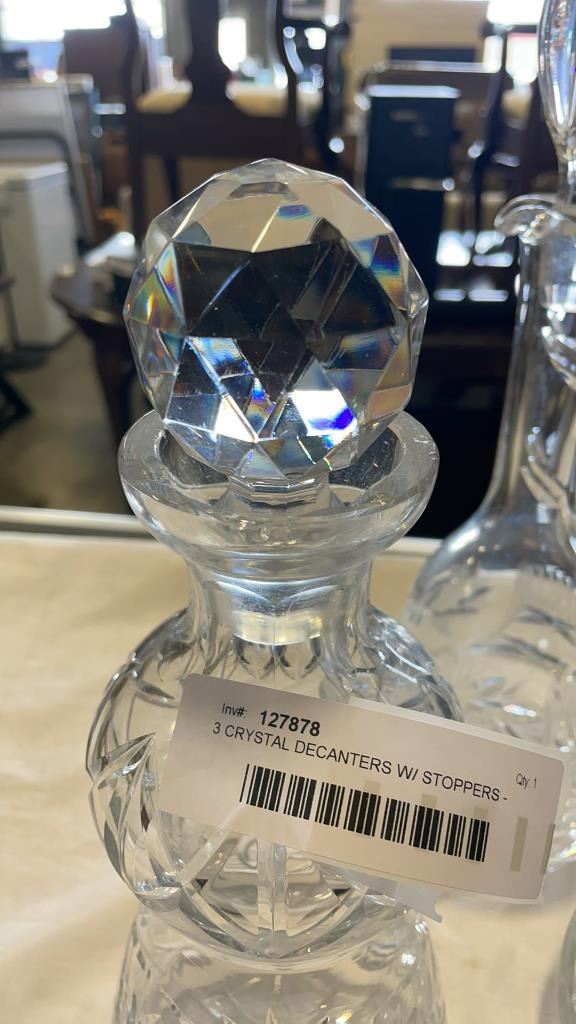 Inv#: 127878
3 CRYSTAL DECANTERS W/ STOPPERS -
Qty 1